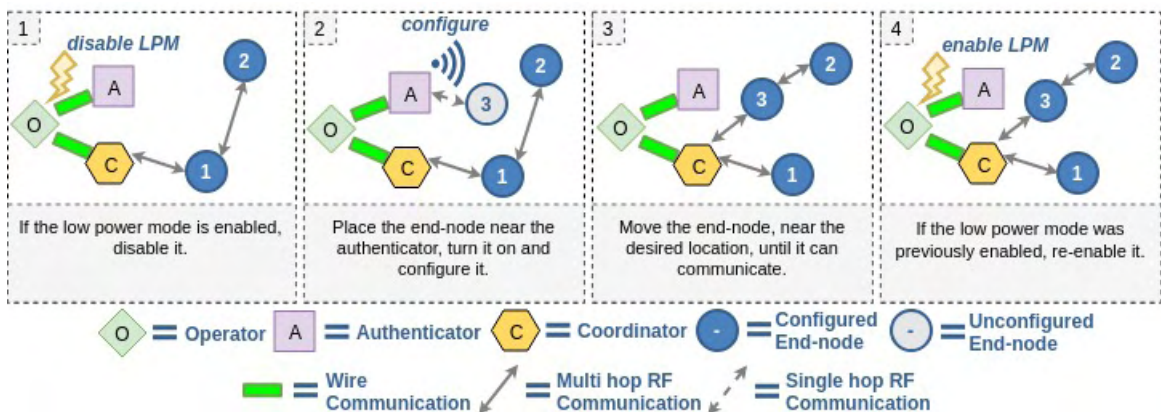 1
disable LPM
2
A
O
C
1
If the low power mode is enabled,
disable it.
2
configure
2
A
3
O
C
1
Place the end-node near the
authenticator, turn it on and
configure it.
3
2
A
3
O
C
1
Move the end-node, near the
desired location, until it can
communicate.
4
enable LPM
2
A
3
O
C
1
If the low power mode was
previously enabled, re-enable it.
O = Operator A = Authenticator C = Coordinator - = Configured End-node - = Unconfigured End-node
= Wire Communication = Multi hop RF Communication = Single hop RF Communication